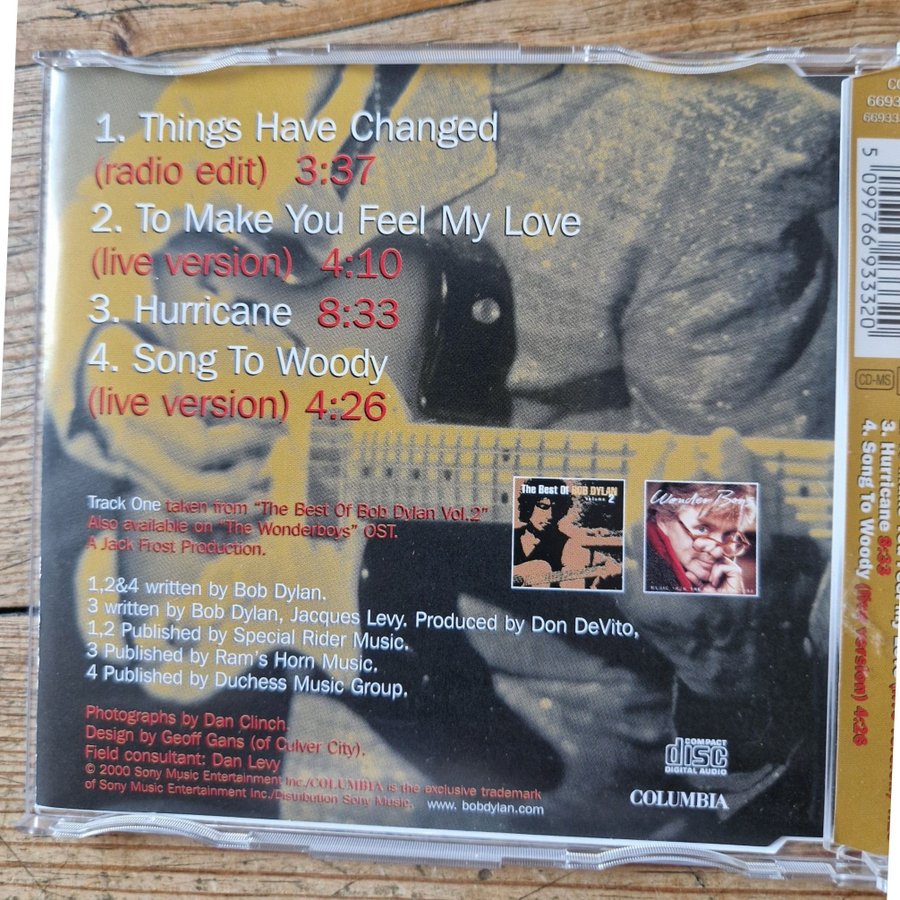 1. Things Have Changed
(radio edit) 3:37
2. To Make You Feel My Love
(live version) 4:10
3. Hurricane 8:33
4. Song To Woody
(live version) 4:26
Track One taken from "The Best Of Bob Dylan Vol.2"
Also available on "The Wonderboys" OST.
A Jack Frost Production.
The Best Of BOB DYLAN
Volume 2
Wonder Boys
1,2&4 written by Bob Dylan.
3 written by Bob Dylan, Jacques Levy. Produced by Don DeVito,
1,2 Published by Special Rider Music.
3 Published by Ram's Horn Music.
4 Published by Duchess Music Group.
Photographs by Dan Clinch.
Design by Geoff Gans (of Culver City).
Field consultant: Dan Levy
© 2000 Sony Music Entertainment Inc./COLUMBIA is the exclusive trademark
of Sony Music Entertainment Inc./Distribution Sony Music. www. bobdylan.com
COMPACT
disc
DIGITAL AUDIO
COLUMBIA
6693
66933
5 099766 933320
CD-MS
3. Hurricane 8:33
4. Song To Woody (live version) 4:26